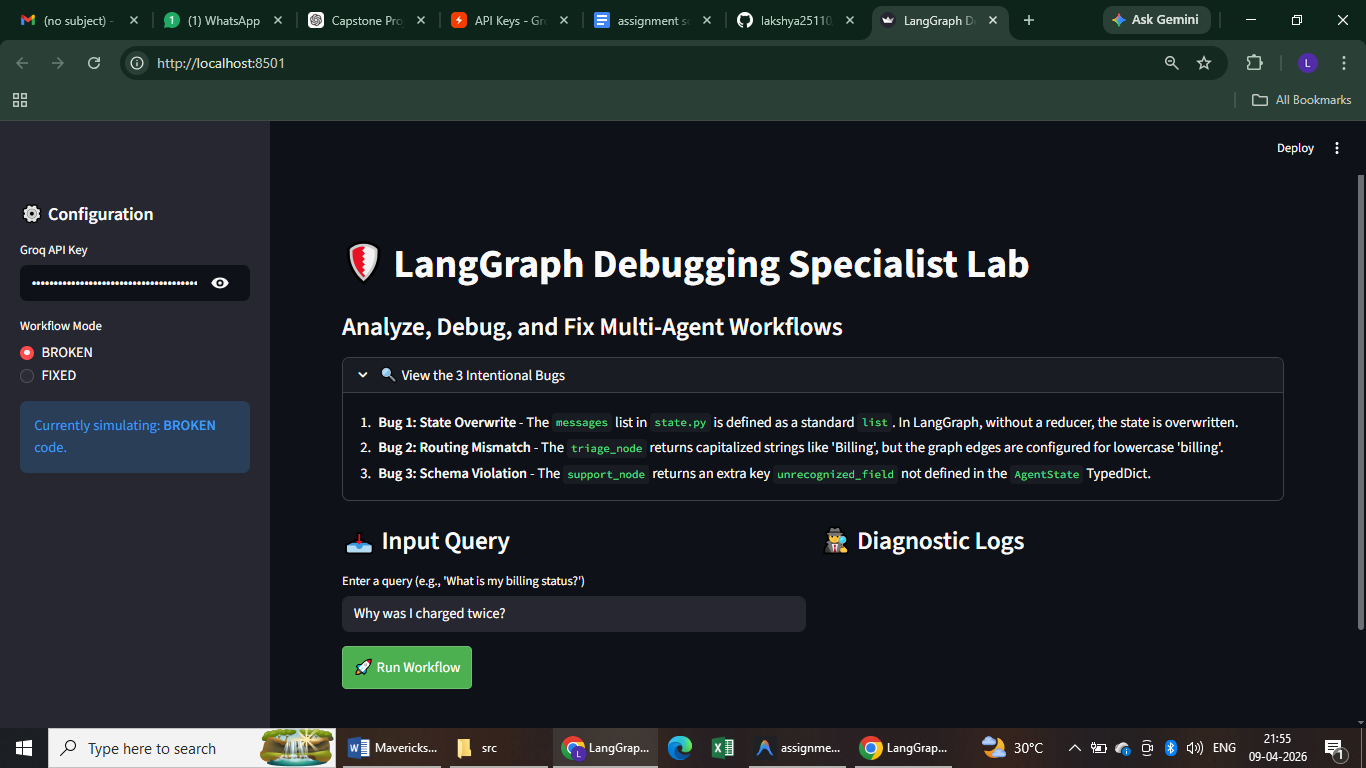 (no subject) -
(1) WhatsApp
Capstone Pro
API Keys - Gro
assignment so
lakshya25110
LangGraph D
Ask Gemini
http://localhost:8501
L
All Bookmarks
Deploy
Configuration
Groq API Key
Workflow Mode
BROKEN
FIXED
Currently simulating: BROKEN
code.
LangGraph Debugging Specialist Lab
Analyze, Debug, and Fix Multi-Agent Workflows
View the 3 Intentional Bugs
1. Bug 1: State Overwrite - The messages list in state.py is defined as a standard list . In LangGraph, without a reducer, the state is overwritten.
2. Bug 2: Routing Mismatch - The triage_node returns capitalized strings like 'Billing', but the graph edges are configured for lowercase 'billing'.
3. Bug 3: Schema Violation - The support_node returns an extra key unrecognized_field not defined in the AgentState TypedDict.
Input Query
Diagnostic Logs
Enter a query (e.g., 'What is my billing status?')
Why was I charged twice?
Run Workflow
Type here to search
Mavericks...
src
LangGrap...
assignme...
LangGrap...
30°C
ENG
21:55
09-04-2026
1